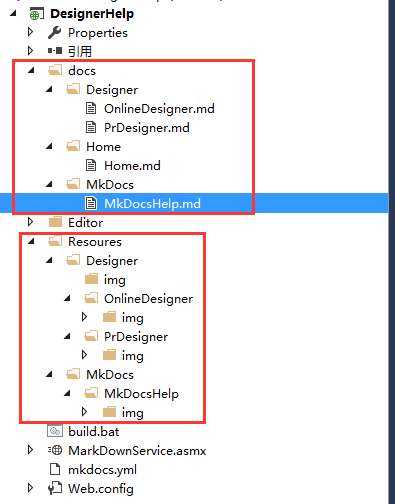 DesignerHelp
Properties
引用
docs
Designer
OnlineDesigner.md
PrDesigner.md
Home
Home.md
MkDocs
MkDocsHelp.md
Editor
Resoures
Designer
img
OnlineDesigner
img
PrDesigner
img
MkDocs
MkDocsHelp
img
build.bat
MarkDownService.asmx
mkdocs.yml
Web.config